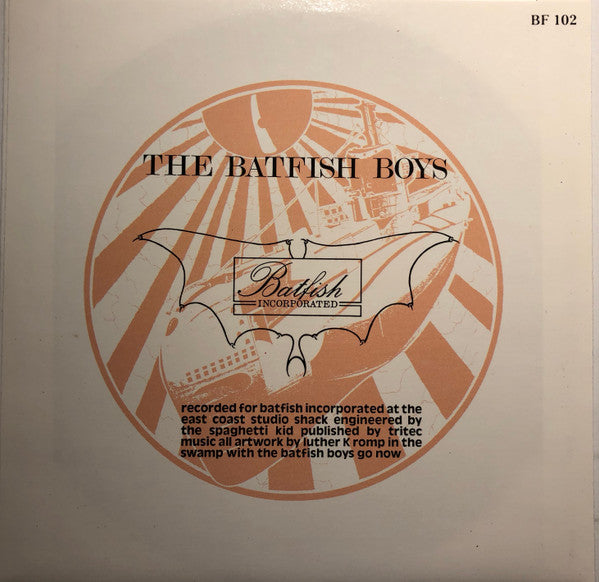 BF 102
THE BATFISH BOYS
Batfish
INCORPORATED
recorded for batfish incorporated at the
east coast studio shack engineered by
the spaghetti kid published by tritec
music all artwork by luther K romp in the
swamp with the batfish boys go now